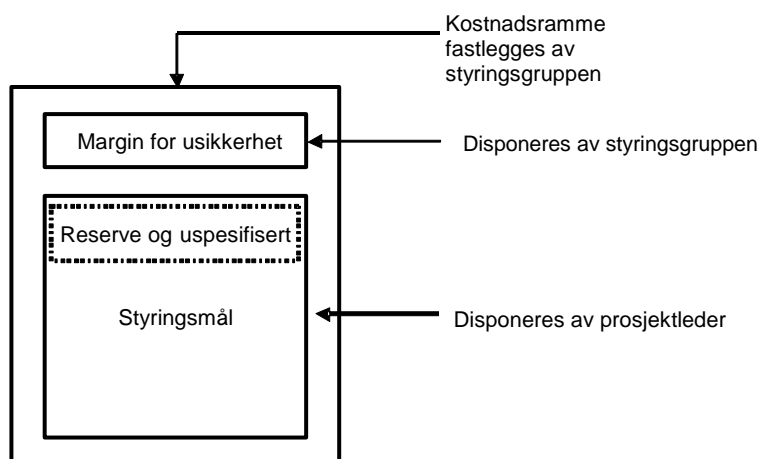 Kostnadsramme
fastlegges av
styringsgruppen
Margin for usikkerhet
Disponeres av styringsgruppen
Reserve og uspesifisert
Styringsmål
Disponeres av prosjektleder